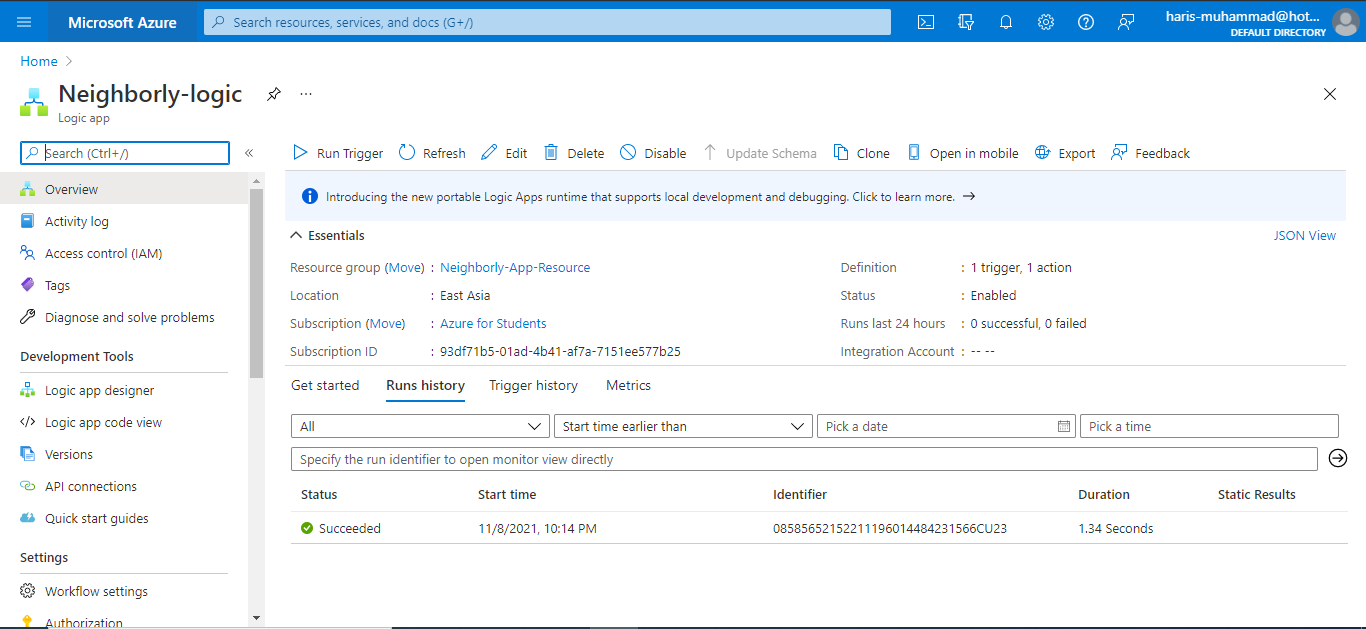 Microsoft Azure
Search resources, services, and docs (G+/)
haris-muhammad@hot...
DEFAULT DIRECTORY
Home
Neighborly-logic
...
Logic app
Search (Ctrl+/)
«
Run Trigger
Refresh
Edit
Delete
Disable
Update Schema
Clone
Open in mobile
Export
Feedback
Overview
Activity log
Access control (IAM)
Tags
Diagnose and solve problems
Development Tools
Logic app designer
Logic app code view
Versions
API connections
Quick start guides
Settings
Workflow settings
Authorization
Introducing the new portable Logic Apps runtime that supports local development and debugging. Click to learn more. →
Essentials
JSON View
Resource group (Move) : Neighborly-App-Resource
Location : East Asia
Subscription (Move) : Azure for Students
Subscription ID : 93df71b5-01ad-4b41-af7a-7151ee577b25
Definition : 1 trigger, 1 action
Status : Enabled
Runs last 24 hours : 0 successful, 0 failed
Integration Account : -- --
Get started Runs history Trigger history Metrics
All
Start time earlier than
Pick a date
Pick a time
Specify the run identifier to open monitor view directly
Status Start time Identifier Duration Static Results
Succeeded 11/8/2021, 10:14 PM 08585652152211196014484231566CU23 1.34 Seconds